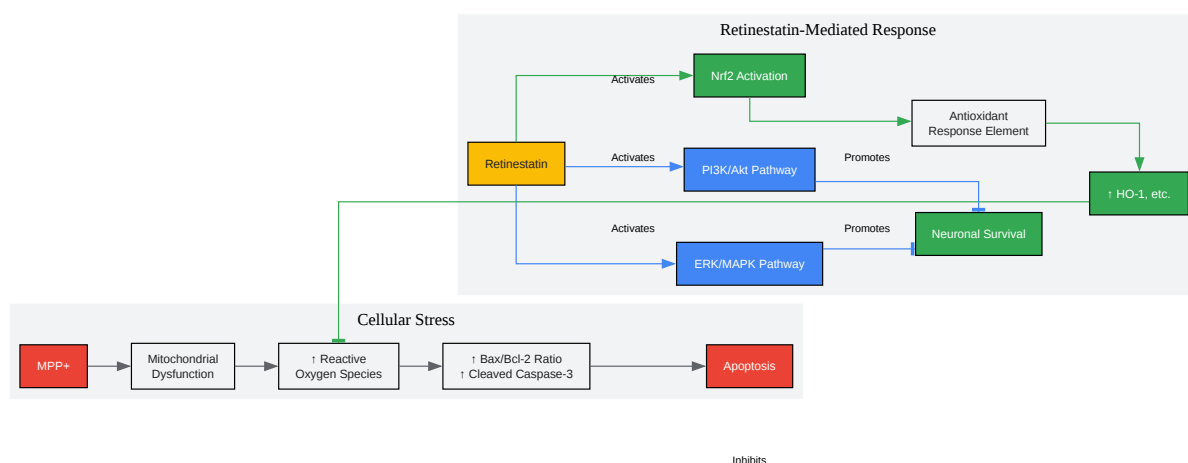 Retinestatin-Mediated Response
Activates
Nrf2 Activation
Antioxidant
Response Element
Retinestatin
Activates
PI3K/Akt Pathway
Promotes
↑ HO-1, etc.
Activates
Promotes
Neuronal Survival
ERK/MAPK Pathway
Cellular Stress
MPP+
Mitochondrial
Dysfunction
↑ Reactive
Oxygen Species
↑ Bax/Bcl-2 Ratio
↑ Cleaved Caspase-3
Apoptosis
Inhibits